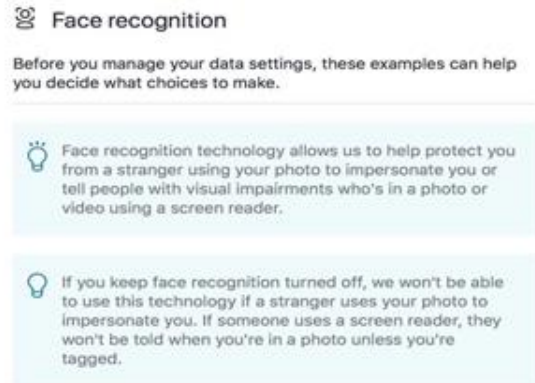 Face recognition
Before you manage your data settings, these examples can help
you decide what choices to make.
Face recognition technology allows us to help protect you
from a stranger using your photo to impersonate you or
tell people with visual impairments who's in a photo or
video using a screen reader.
If you keep face recognition turned off, we won't be able
to use this technology if a stranger uses your photo to
impersonate you. If someone uses a screen reader, they
won't be told when you're in a photo unless you're
tagged.